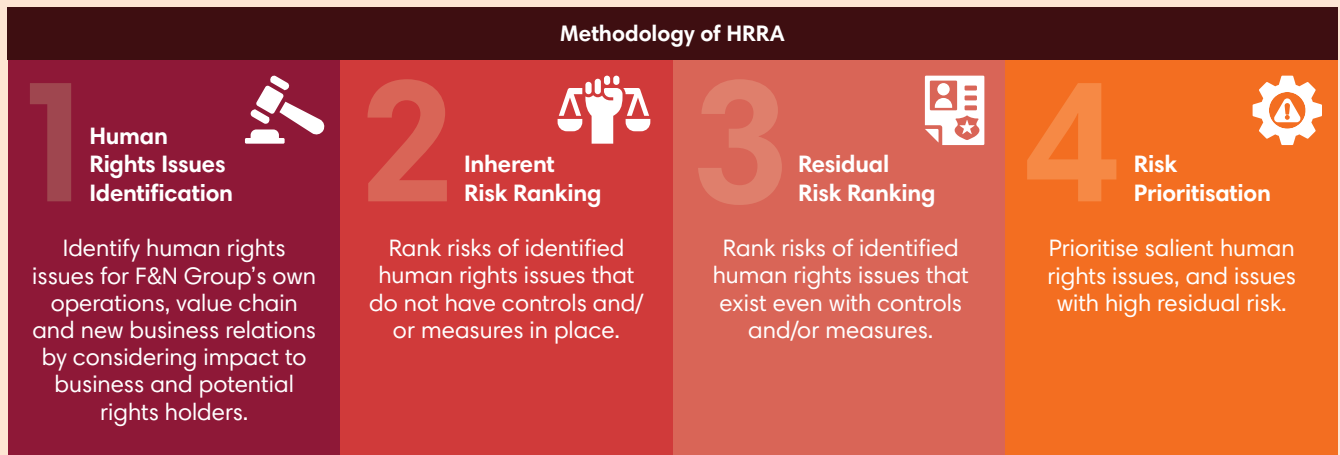 Methodology of HRRA
1
Human
Rights Issues
Identification
Identify human rights
issues for F&N Group's own
operations, value chain
and new business relations
by considering impact to
business and potential
rights holders.
2
Inherent
Risk Ranking
Rank risks of identified
human rights issues that
do not have controls and/
or measures in place.
3
Residual
Risk Ranking
Rank risks of identified
human rights issues that
exist even with controls
and/or measures.
4
Risk
Prioritisation
Prioritise salient human
rights issues, and issues
with high residual risk.